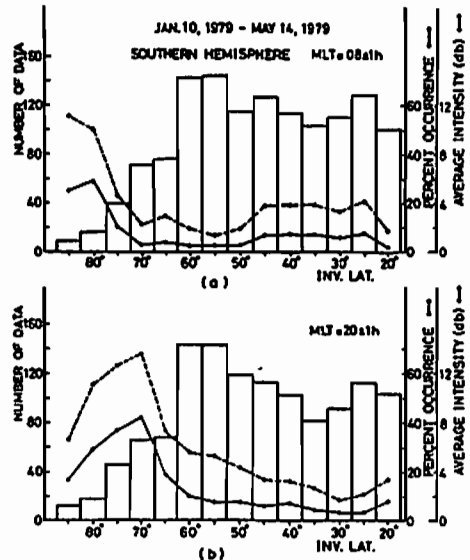 JAN. 10, 1979 – MAY 14, 1979
SOUTHERN HEMISPHERE MLT=08±1h
NUMBER OF DATA
160
120
80
40
0
PERCENT OCCURRENCE
60
40
20
0
AVERAGE INTENSITY (db)
12
8
4
0
80° 70° 60° 50° 40° 30° 20°
INV. LAT.
(a)
MLT=20±1h
NUMBER OF DATA
160
120
80
40
0
PERCENT OCCURRENCE
60
40
20
0
AVERAGE INTENSITY (db)
12
8
4
0
80° 70° 60° 50° 40° 30° 20°
INV. LAT.
(b)